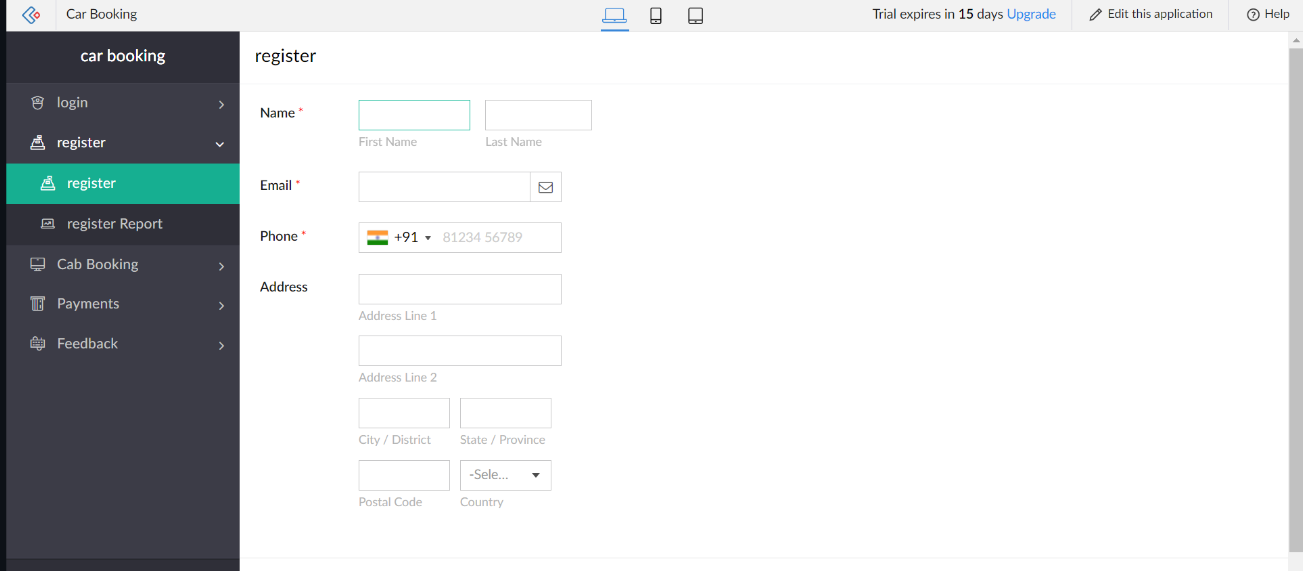 Car Booking
Trial expires in 15 days Upgrade
Edit this application
Help
car booking
login
register
register
register Report
Cab Booking
Payments
Feedback
register
Name *
First Name
Last Name
Email *
Phone *
+91
81234 56789
Address
Address Line 1
Address Line 2
City / District
State / Province
-Sele...
Postal Code
Country